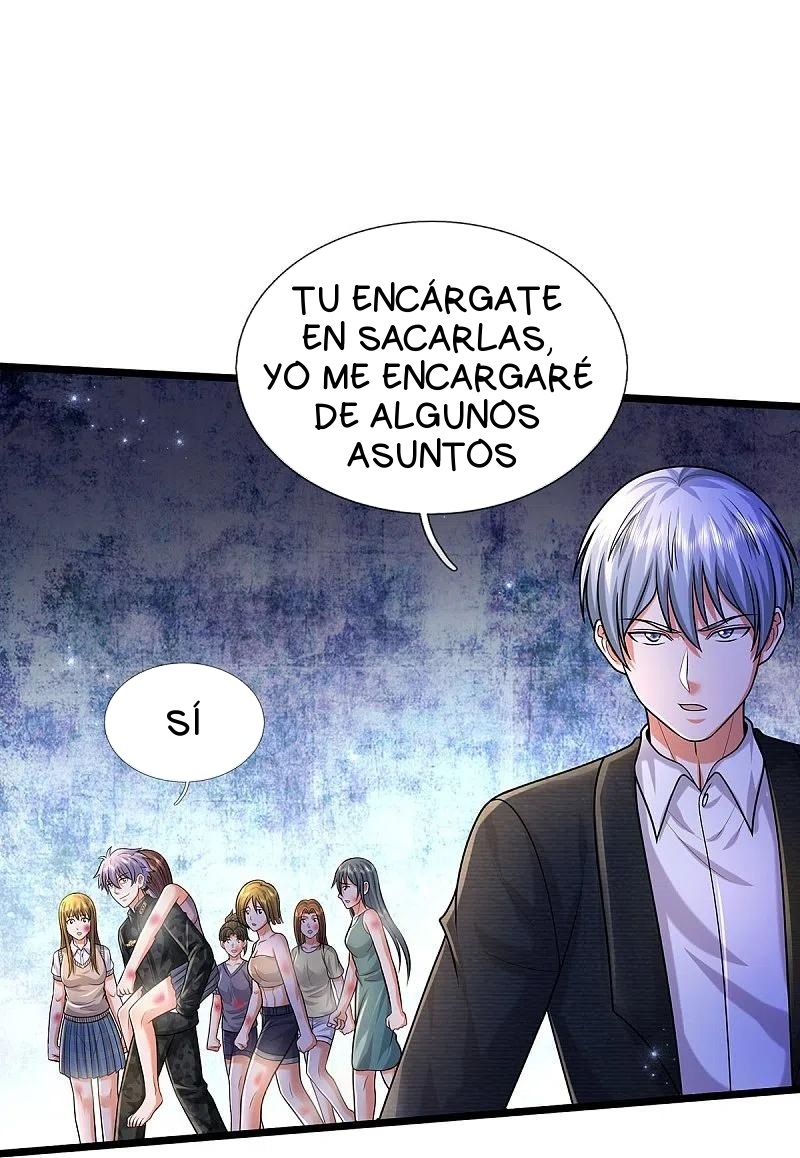 TU ENCÁRGATE
EN SACARLAS,
YO ME ENCARGARÉ
DE ALGUNOS
ASUNTOS
SÍ